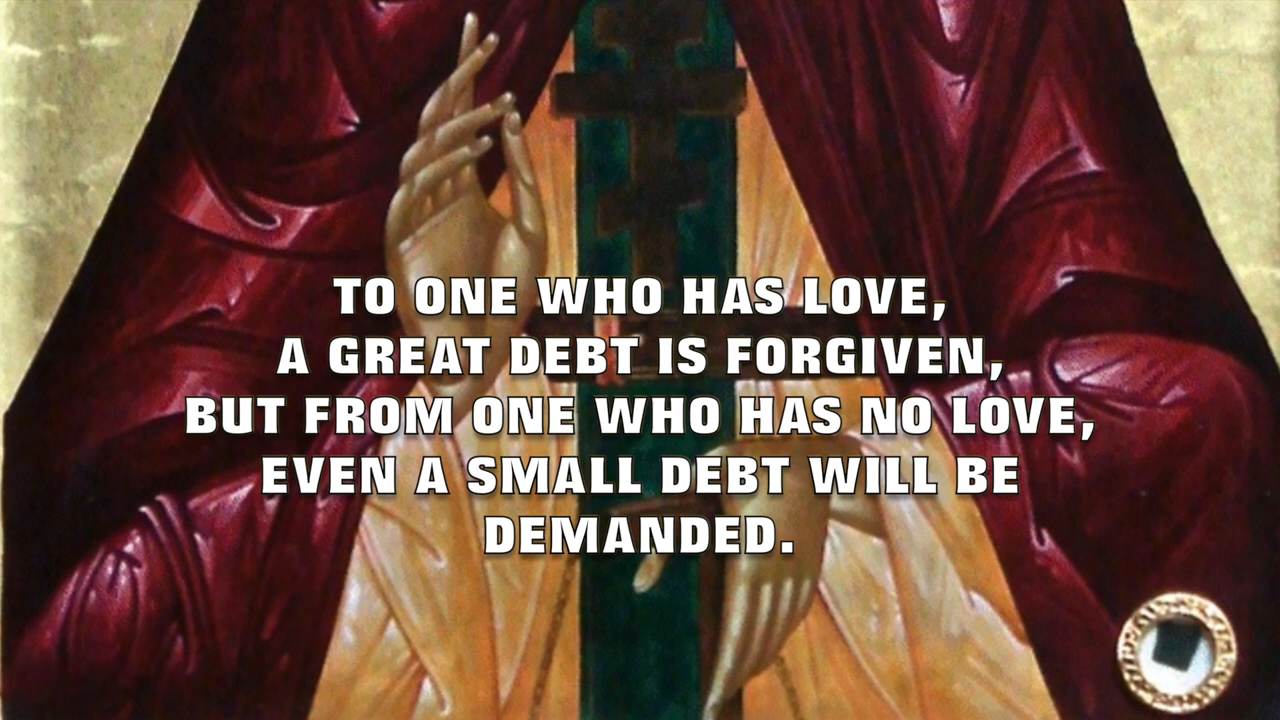 TO ONE WHO HAS LOVE,
A GREAT DEBT IS FORGIVEN,
BUT FROM ONE WHO HAS NO LOVE,
EVEN A SMALL DEBT WILL BE
DEMANDED.